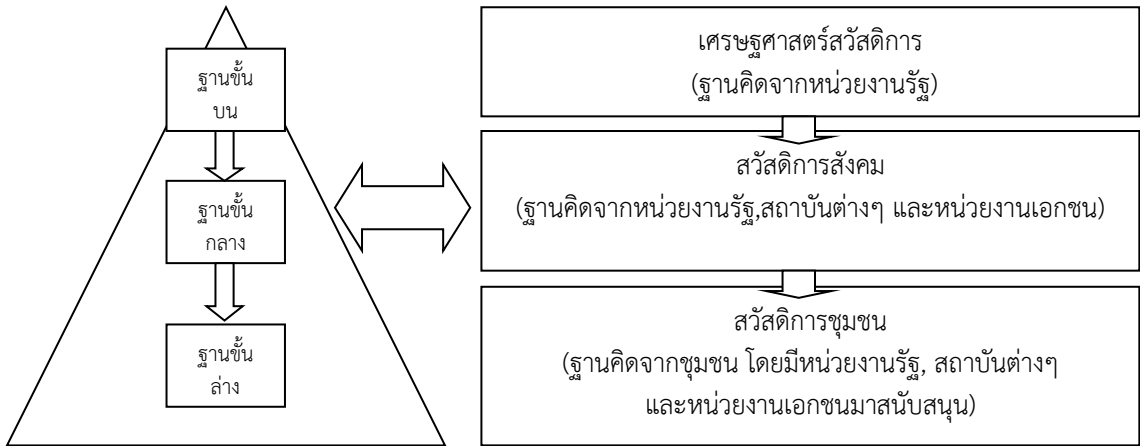 ฐานขั้น
บน
ฐานขั้น
กลาง
ฐานขั้น
ล่าง
เศรษฐศาสตร์สวัสดิการ
(ฐานคิดจากหน่วยงานรัฐ)
สวัสดิการสังคม
(ฐานคิดจากหน่วยงานรัฐ,สถาบันต่างๆ และหน่วยงานเอกชน)
สวัสดิการชุมชน
(ฐานคิดจากชุมชน โดยมีหน่วยงานรัฐ, สถาบันต่างๆ
และหน่วยงานเอกชนมาสนับสนุน)